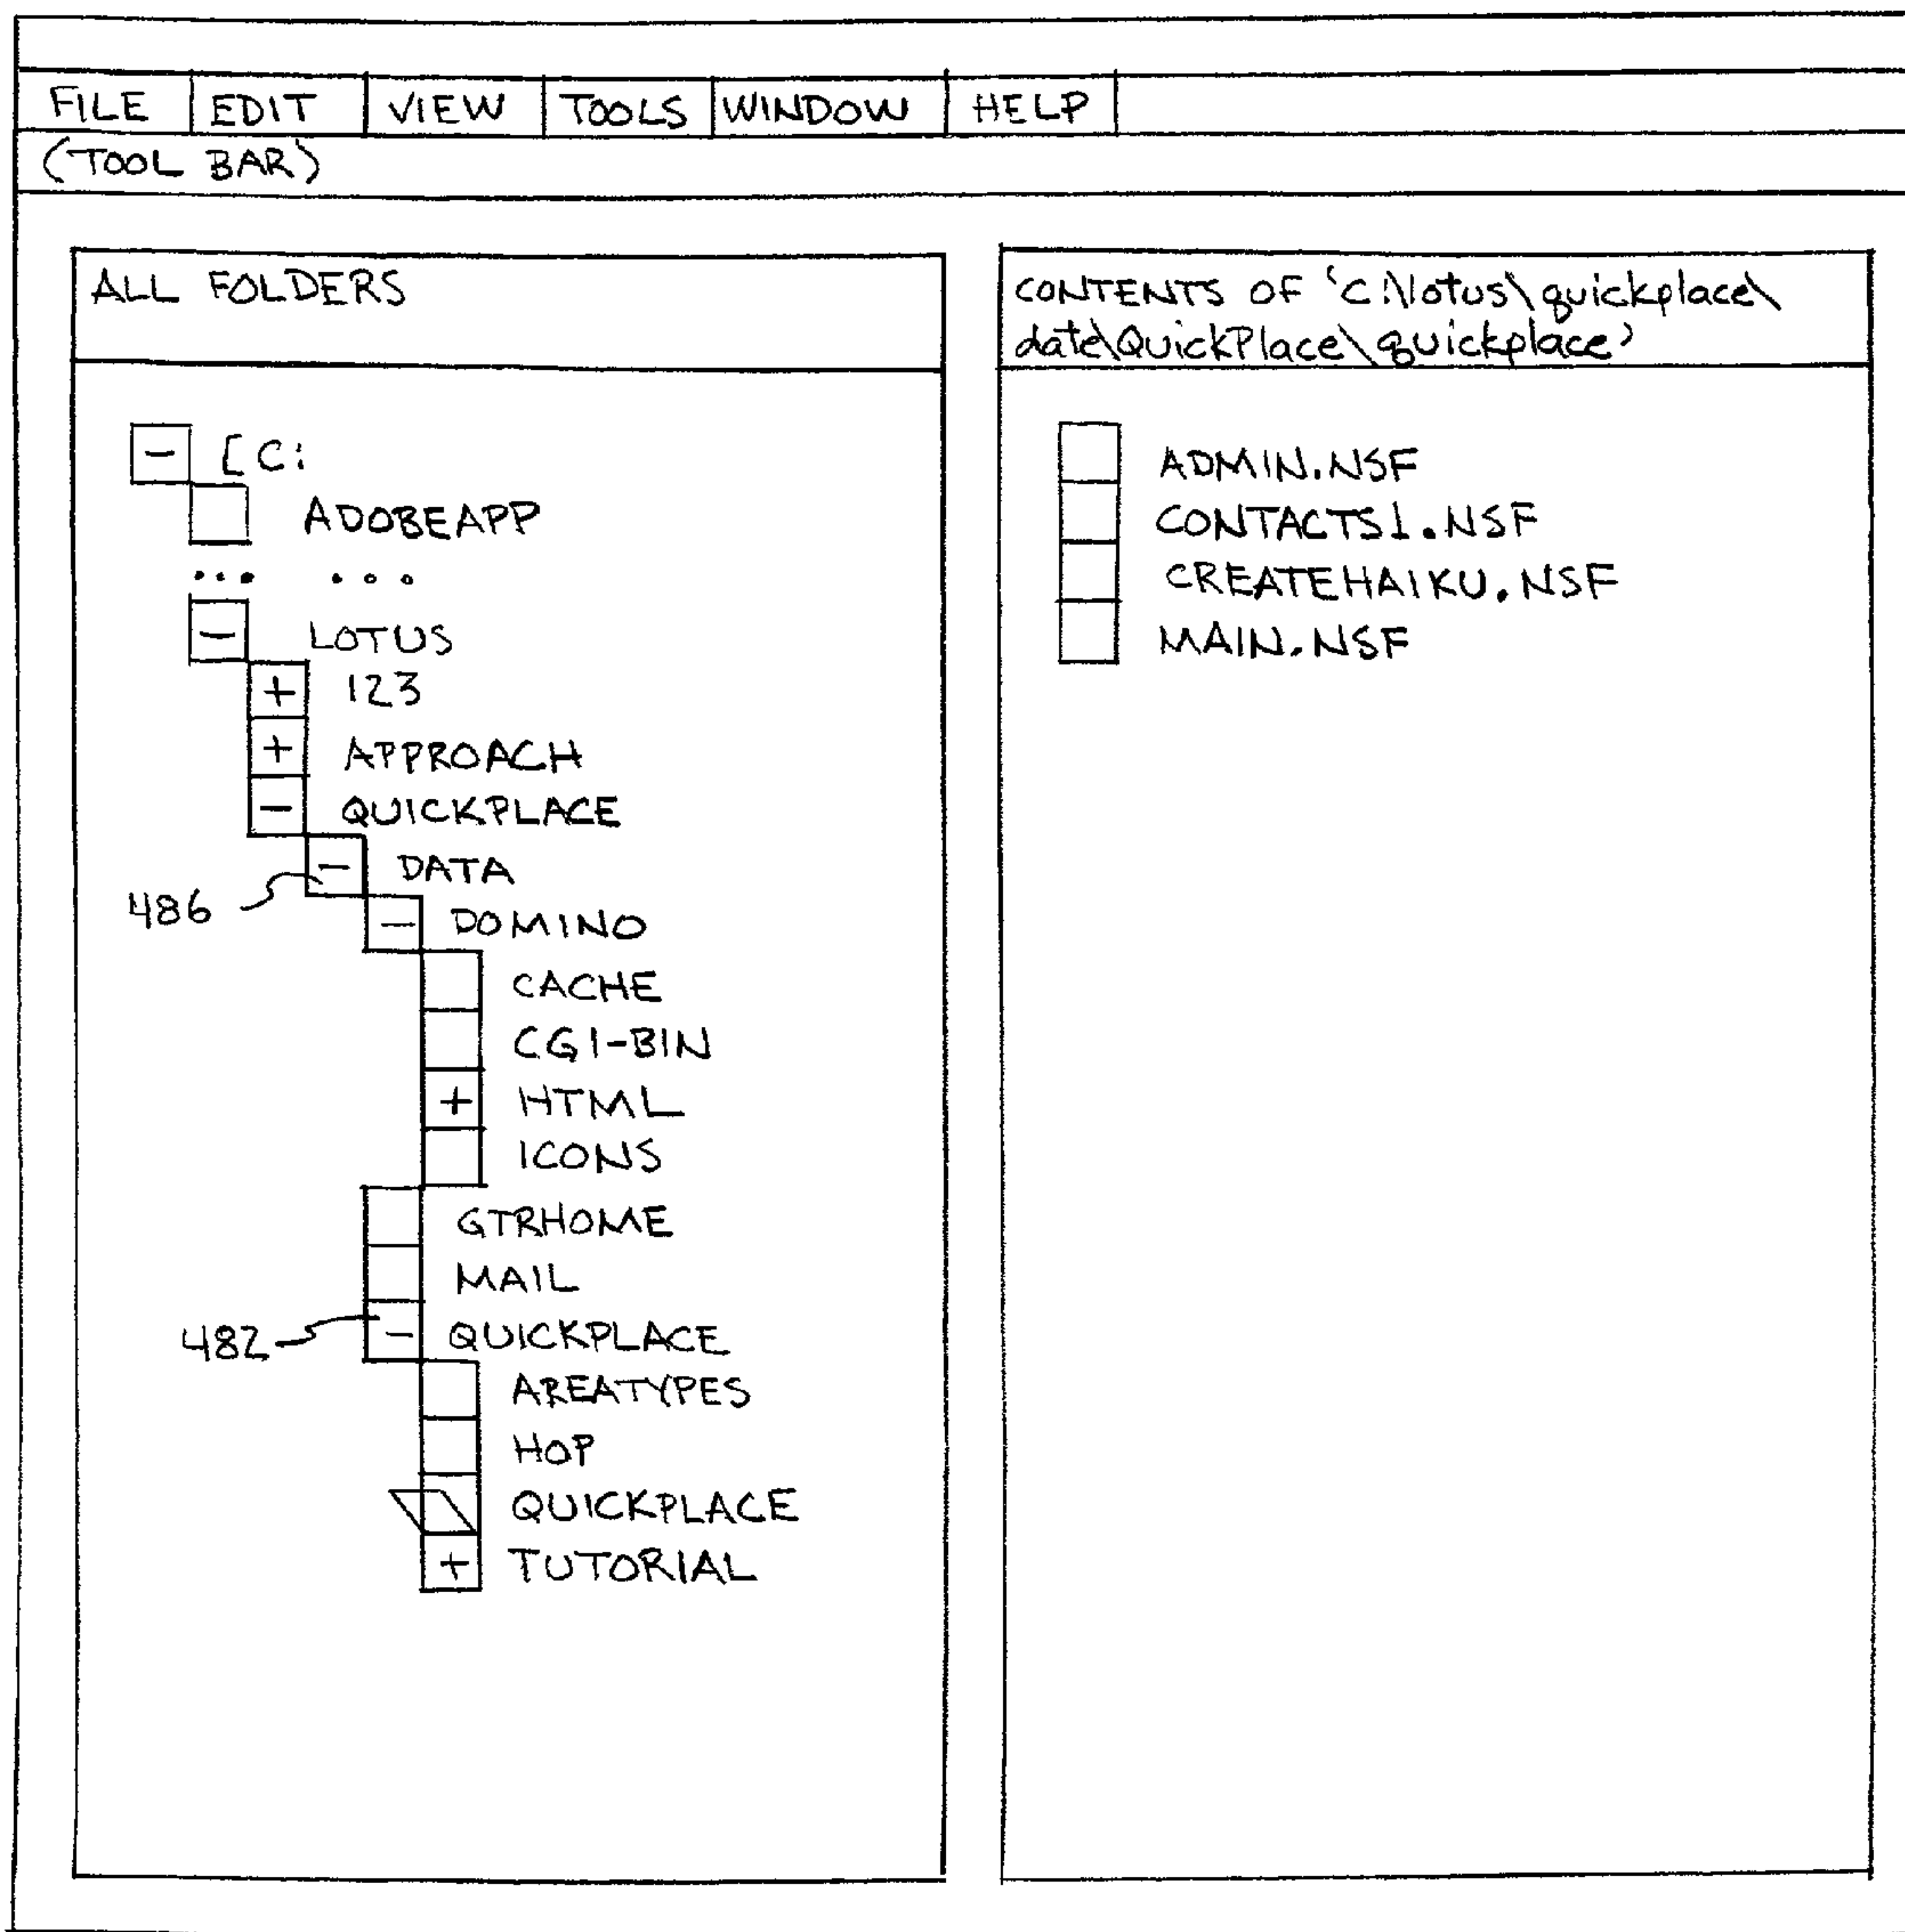 FILE EDIT VIEW TOOLS WINDOW HELP
(TOOL BAR)
ALL FOLDERS
- [C:
ADOBEAPP
... ...
- LOTUS
+ 123
+ APPROACH
- QUICKPLACE
- DATA
486
- DOMINO
CACHE
CGI-BIN
+ HTML
ICONS
GTRHOME
MAIL
482 - QUICKPLACE
AREATYPES
HOP
QUICKPLACE
+ TUTORIAL
CONTENTS OF 'C:\lotus\quickplace\
date\QuickPlace\quickplace'
ADMIN.NSF
CONTACTS1.NSF
CREATEHAIKU.NSF
MAIN.NSF